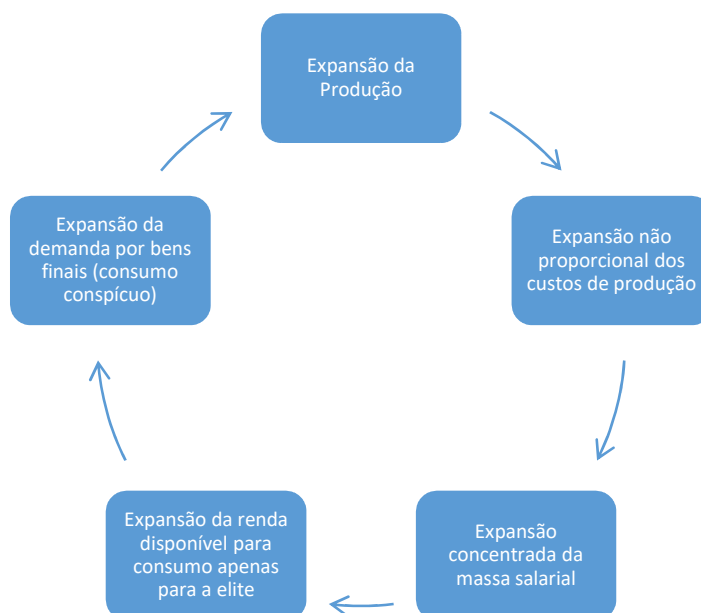 Expansão da
Produção
Expansão não
proporcional dos
custos de produção
Expansão
concentrada da
massa salarial
Expansão da renda
disponível para
consumo apenas
para a elite
Expansão da
demanda por bens
finais (consumo
conspícuo)